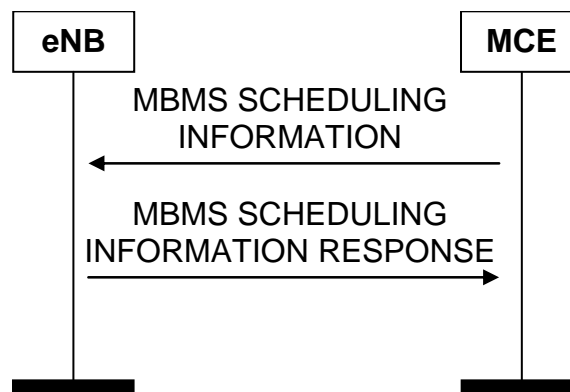 eNB
MCE
MBMS SCHEDULING
INFORMATION
MBMS SCHEDULING
INFORMATION RESPONSE